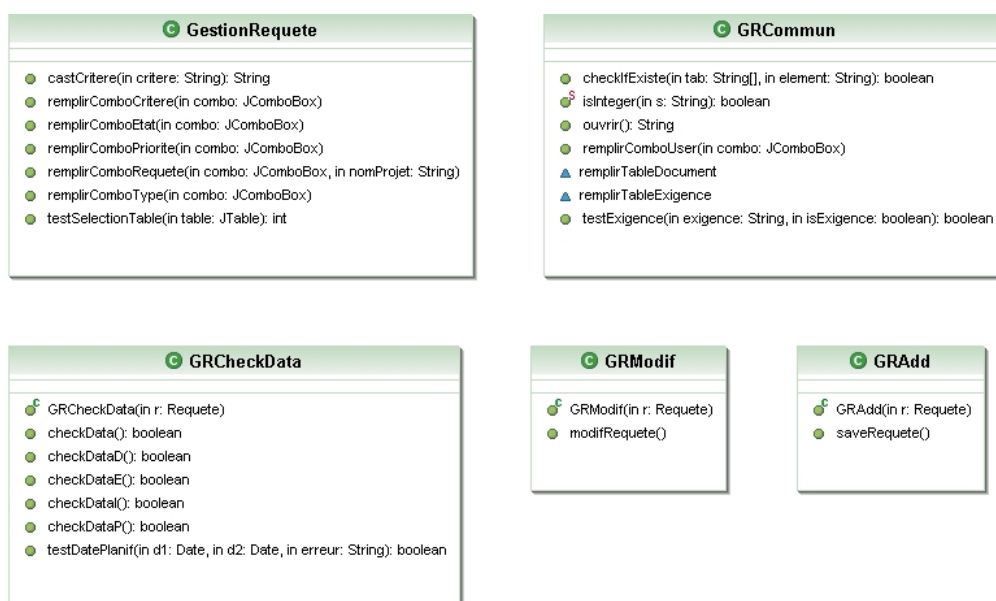 GestionRequete
castCritere(in critere: String): String
remplirComboCritere(in combo: JComboBox)
remplirComboEtat(in combo: JComboBox)
remplirComboPriorite(in combo: JComboBox)
remplirComboRequete(in combo: JComboBox, in nomProjet: String)
remplirComboType(in combo: JComboBox)
testSelectionTable(in table: JTable): int
GRCommun
checkIfExiste(in tab: String[], in element: String): boolean
isInteger(in s: String): boolean
ouvrir(): String
remplirComboUser(in combo: JComboBox)
remplirTableDocument
remplirTableExigence
testExigence(in exigence: String, in isExigence: boolean): boolean
GRCheckData
GRCheckData(in r: Requete)
checkData(): boolean
checkDataD(): boolean
checkDataE(): boolean
checkDataI(): boolean
checkDataP(): boolean
testDatePlanif(in d1: Date, in d2: Date, in erreur: String): boolean
GRModif
GRModif(in r: Requete)
modifRequete()
GRAdd
GRAdd(in r: Requete)
saveRequete()